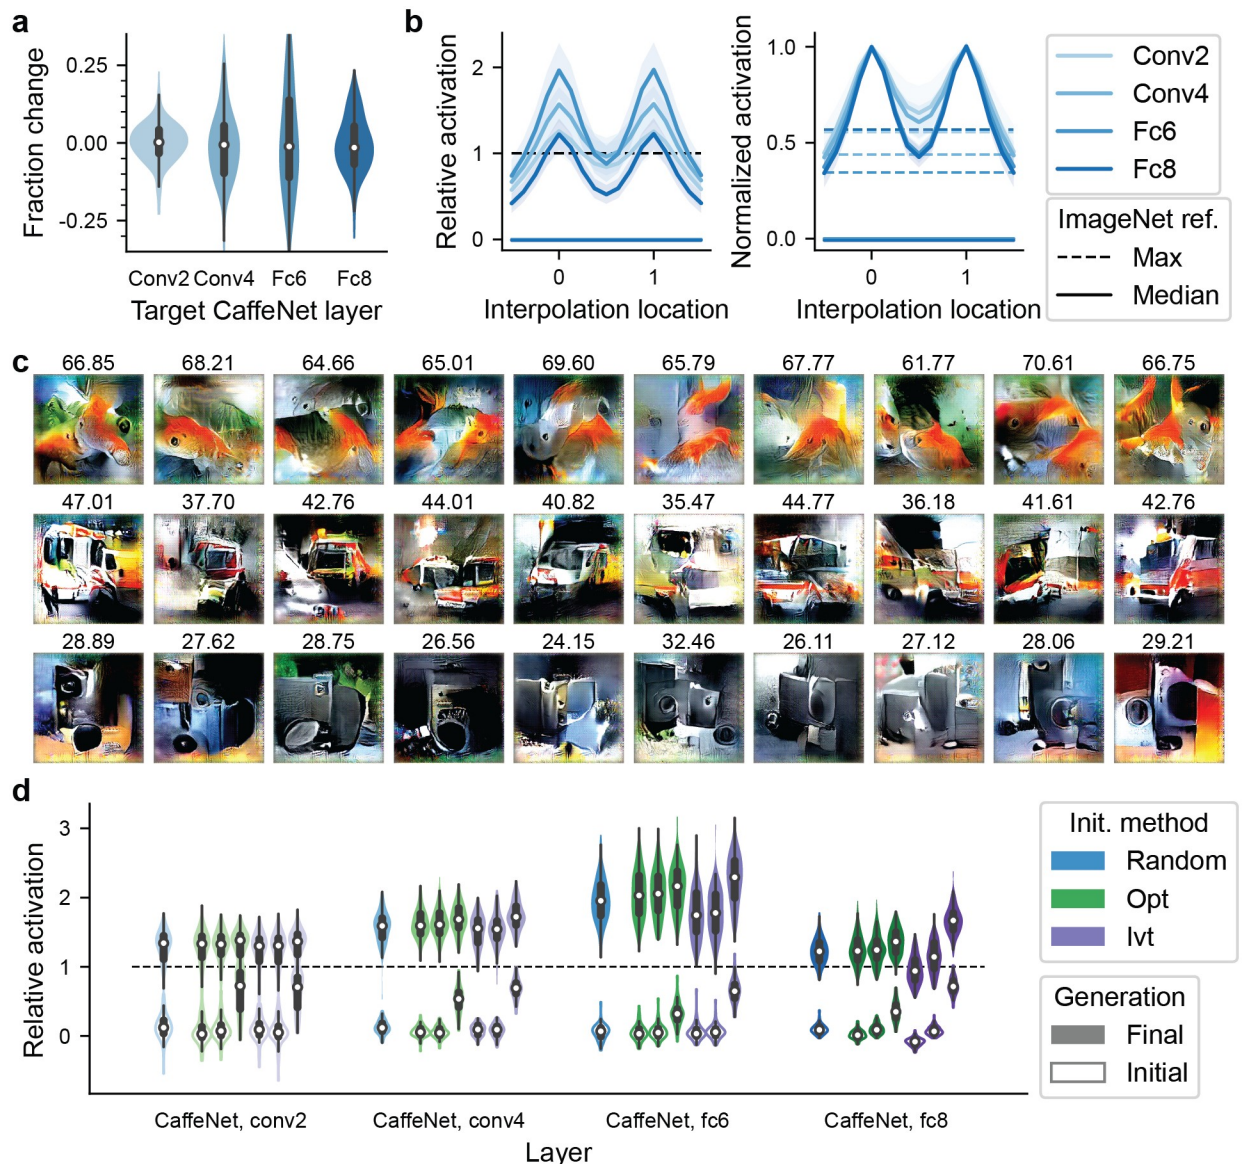 a
Fraction change
0.25
0.00
-0.25
Conv2 Conv4 Fc6 Fc8
Target CaffeNet layer
b
Relative activation
2
1
0
0 1
Interpolation location
Normalized activation
1.0
0.5
0.0
0 1
Interpolation location
Conv2
Conv4
Fc6
Fc8
ImageNet ref.
Max
Median
c
66.85 68.21 64.66 65.01 69.60 65.79 67.77 61.77 70.61 66.75
47.01 37.70 42.76 44.01 40.82 35.47 44.77 36.18 41.61 42.76
28.89 27.62 28.75 26.56 24.15 32.46 26.11 27.12 28.06 29.21
d
Relative activation
3
2
1
0
CaffeNet, conv2 CaffeNet, conv4 CaffeNet, fc6 CaffeNet, fc8
Layer
Init. method
Random
Opt
Ivt
Generation
Final
Initial